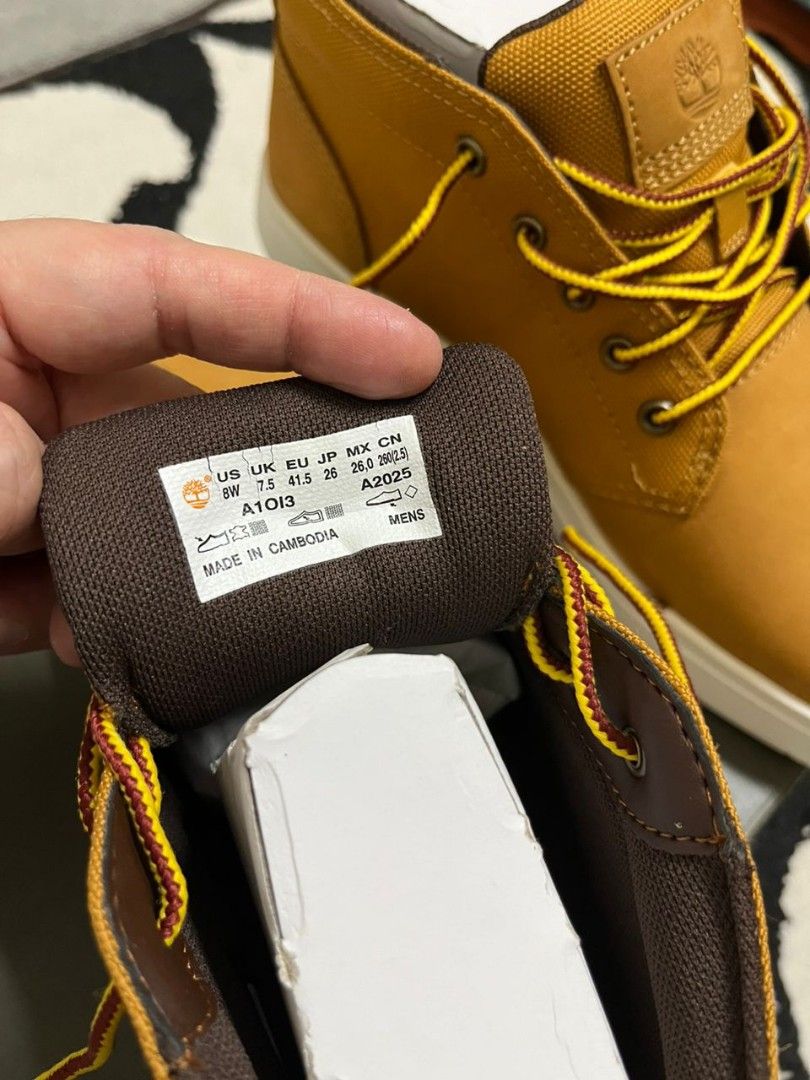 US UK EU JP MX CN
8W 7.5 41.5 26 26,0 260(2.5)
A1OI3 A2025
MENS
MADE IN CAMBODIA